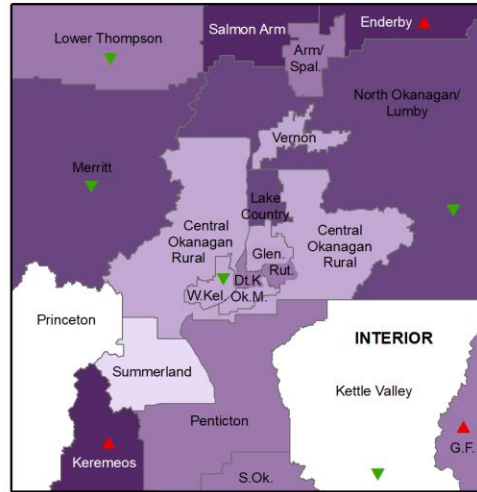 Salmon Arm
Enderby
Lower Thompson
Arm/
Spal.
North Okanagan/
Lumby
Vernon
Merritt
Lake
Country
Central
Okanagan
Rural
Central
Okanagan
Rural
Glen.
Rut.
Dt.K
W.Kel.
Ok.M.
Princeton
INTERIOR
Summerland
Kettle Valley
Penticton
G.F.
Keremeos
S.Ok.